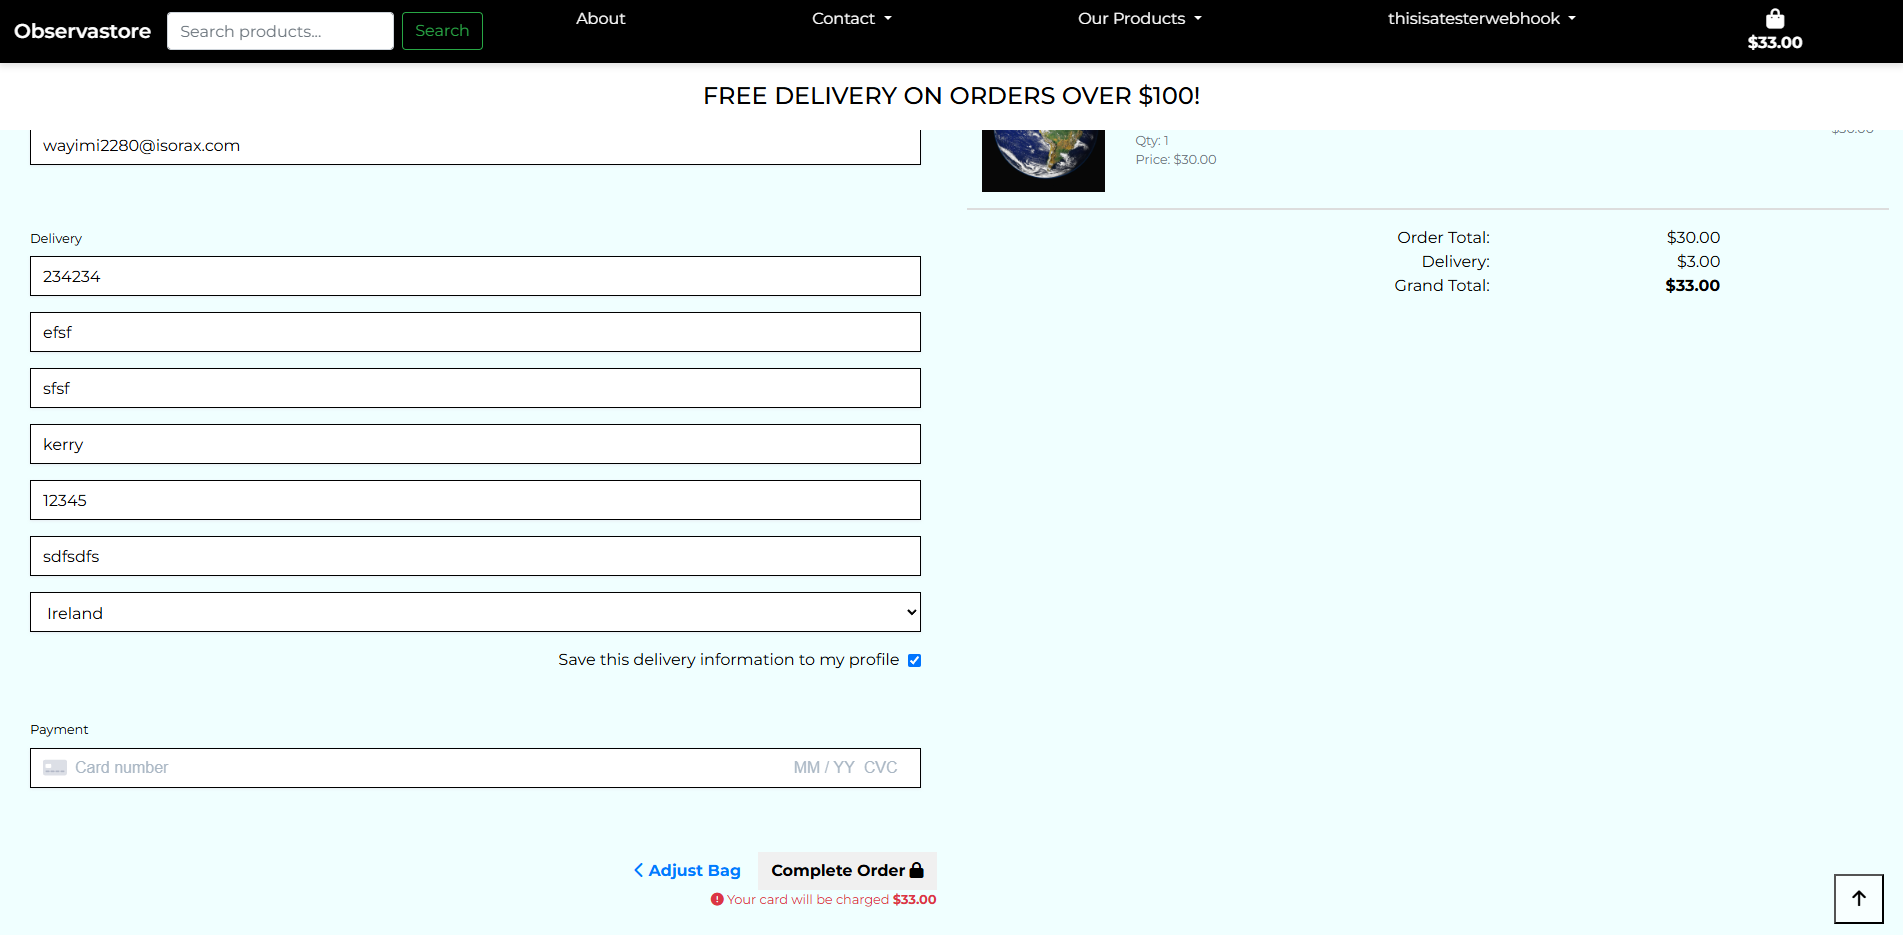 Observastore
Search products...
Search
About
Contact
Our Products
thisisatesterwebhook
$33.00
FREE DELIVERY ON ORDERS OVER $100!
wayimi2280@isorax.com
Qty: 1
Price: $30.00
$30.00
Delivery
234234
efsf
sfsf
kerry
12345
sdfsdfs
Ireland
Save this delivery information to my profile
Order Total: $30.00
Delivery: $3.00
Grand Total: $33.00
Payment
Card number MM / YY CVC
Adjust Bag
Complete Order
Your card will be charged $33.00